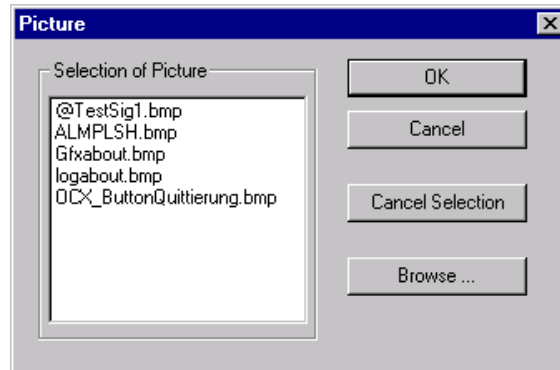 Picture
Selection of Picture
@TestSig1.bmp
ALMPLSH.bmp
Gfxabout.bmp
logabout.bmp
OCX_ButtonQuittierung.bmp
OK
Cancel
Cancel Selection
Browse ...